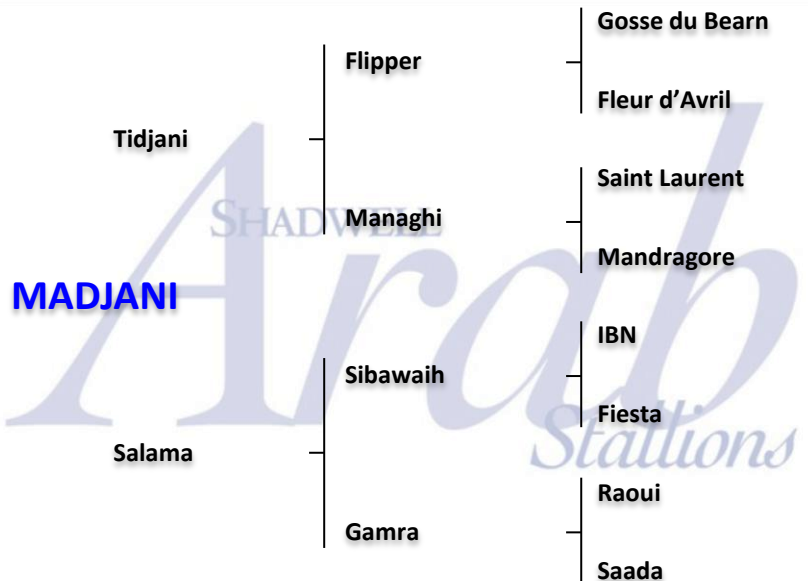 Gosse du Bearn
Flipper
Fleur d’Avril
Tidjani
Saint Laurent
Managhi
Mandragore
SHADWELL
Arab
Stallions
MADJANI
IBN
Sibawaih
Fiesta
Salama
Raoui
Gamra
Saada